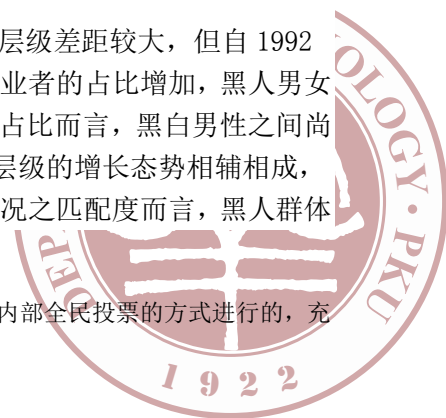 层级差距较大，但自 1992
业者的占比增加，黑人男女
占比而言，黑白男性之间尚
层级的增长态势相辅相成，
况之匹配度而言，黑人群体
内部全民投票的方式进行的，充
DEP
OLOGY · PKU
1922